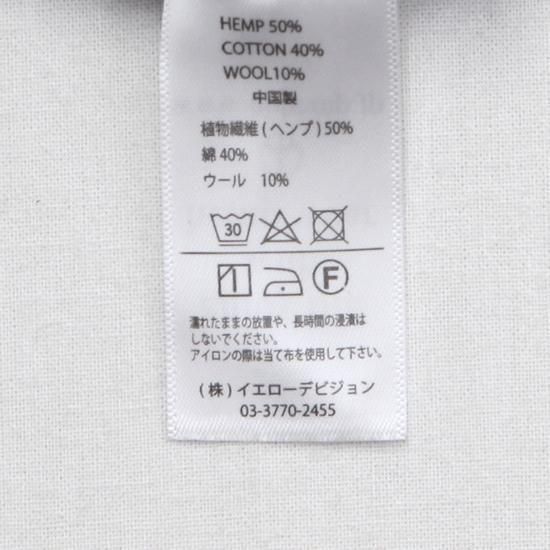 HEMP 50%
COTTON 40%
WOOL10%
中国製
植物繊維(ヘンプ)50%
綿40%
ウール 10%
30
F
濡れたままの放置や、長時間の浸漬は
しないでください。
アイロンの際は当て布を使用して下さい。
(株)イエローデビジョン
03-3770-2455